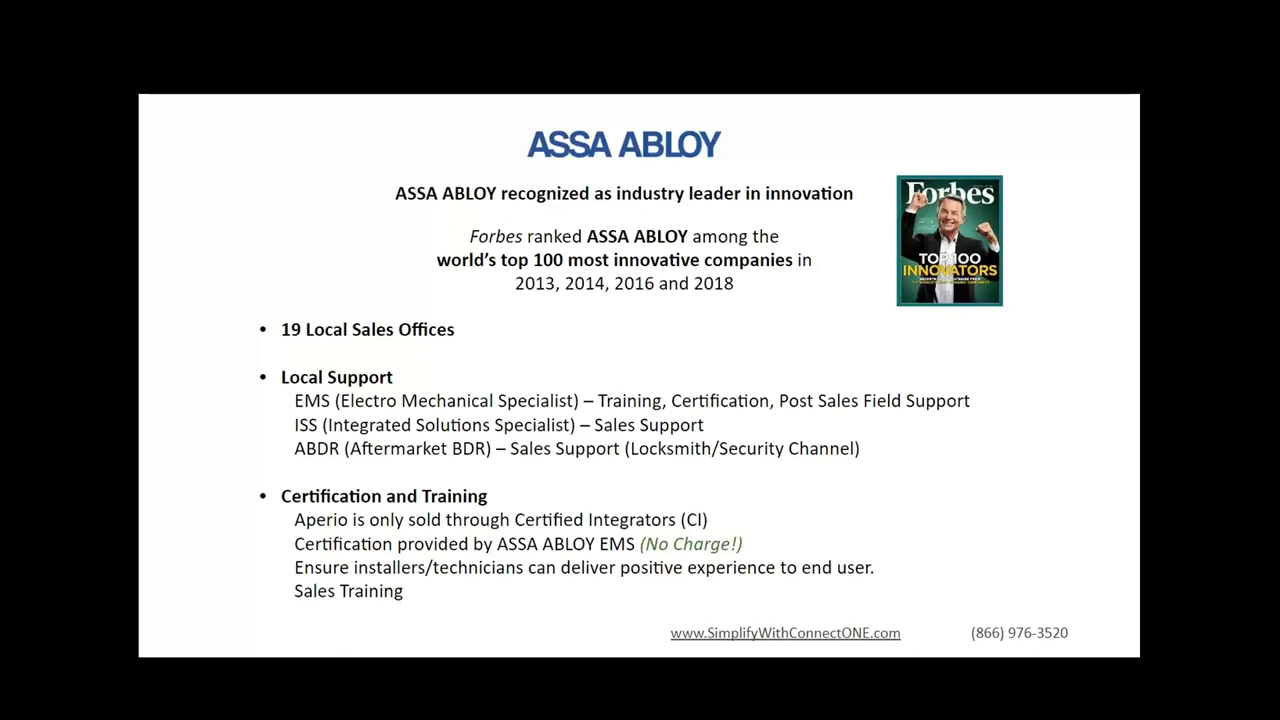 ASSA ABLOY
ASSA ABLOY recognized as industry leader in innovation
Forbes ranked ASSA ABLOY among the
world's top 100 most innovative companies in
2013, 2014, 2016 and 2018
Forbes
TOP 100
INNOVATORS
• 19 Local Sales Offices
• Local Support
EMS (Electro Mechanical Specialist) – Training, Certification, Post Sales Field Support
ISS (Integrated Solutions Specialist) – Sales Support
ABDR (Aftermarket BDR) – Sales Support (Locksmith/Security Channel)
• Certification and Training
Aperio is only sold through Certified Integrators (CI)
Certification provided by ASSA ABLOY EMS (No Charge!)
Ensure installers/technicians can deliver positive experience to end user.
Sales Training
www.SimplifyWithConnectONE.com (866) 976-3520